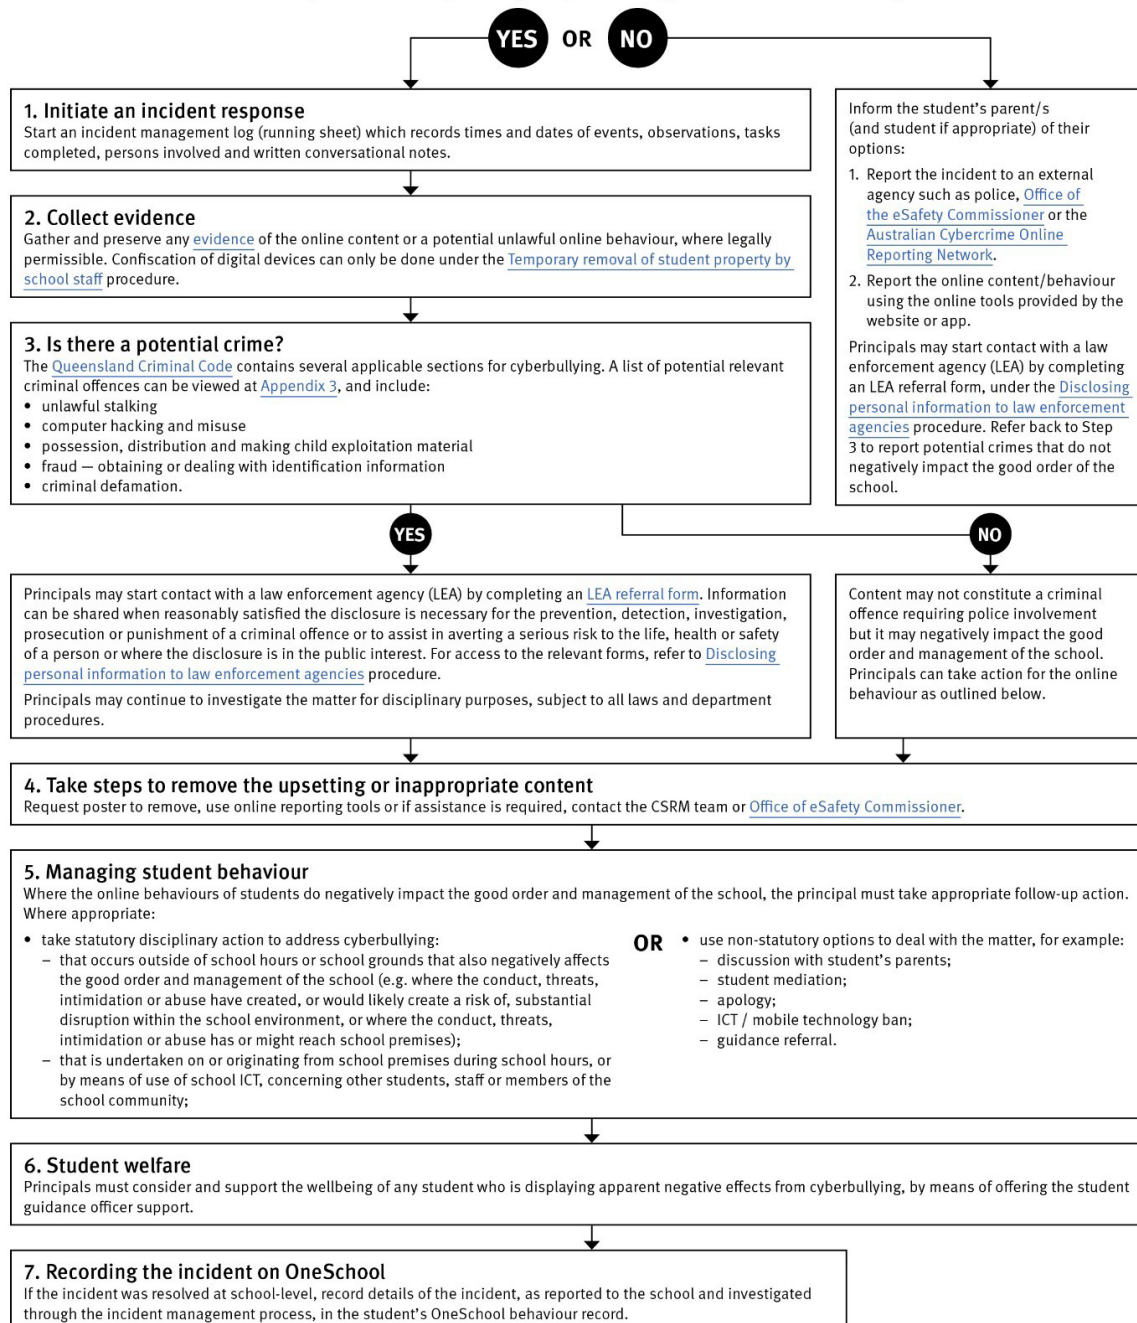 YES OR NO
1. Initiate an incident response
Start an incident management log (running sheet) which records times and dates of events, observations, tasks
completed, persons involved and written conversational notes.
2. Collect evidence
Gather and preserve any evidence of the online content or a potential unlawful online behaviour, where legally
permissible. Confiscation of digital devices can only be done under the Temporary removal of student property by
school staff procedure.
3. Is there a potential crime?
The Queensland Criminal Code contains several applicable sections for cyberbullying. A list of potential relevant
criminal offences can be viewed at Appendix 3, and include:
• unlawful stalking
• computer hacking and misuse
• possession, distribution and making child exploitation material
• fraud — obtaining or dealing with identification information
• criminal defamation.
Inform the student's parent/s
(and student if appropriate) of their
options:
1. Report the incident to an external
agency such as police, Office of
the eSafety Commissioner or the
Australian Cybercrime Online
Reporting Network.
2. Report the online content/behaviour
using the online tools provided by the
website or app.
Principals may start contact with a law
enforcement agency (LEA) by completing
an LEA referral form, under the Disclosing
personal information to law enforcement
agencies procedure. Refer back to Step
3 to report potential crimes that do not
negatively impact the good order of the
school.
YES
NO
Principals may start contact with a law enforcement agency (LEA) by completing an LEA referral form. Information
can be shared when reasonably satisfied the disclosure is necessary for the prevention, detection, investigation,
prosecution or punishment of a criminal offence or to assist in averting a serious risk to the life, health or safety
of a person or where the disclosure is in the public interest. For access to the relevant forms, refer to Disclosing
personal information to law enforcement agencies procedure.
Principals may continue to investigate the matter for disciplinary purposes, subject to all laws and department
procedures.
Content may not constitute a criminal
offence requiring police involvement
but it may negatively impact the good
order and management of the school.
Principals can take action for the online
behaviour as outlined below.
4. Take steps to remove the upsetting or inappropriate content
Request poster to remove, use online reporting tools or if assistance is required, contact the CSRM team or Office of eSafety Commissioner.
5. Managing student behaviour
Where the online behaviours of students do negatively impact the good order and management of the school, the principal must take appropriate follow-up action.
Where appropriate:
• take statutory disciplinary action to address cyberbullying:
– that occurs outside of school hours or school grounds that also negatively affects
the good order and management of the school (e.g. where the conduct, threats,
intimidation or abuse have created, or would likely create a risk of, substantial
disruption within the school environment, or where the conduct, threats,
intimidation or abuse has or might reach school premises);
– that is undertaken on or originating from school premises during school hours, or
by means of use of school ICT, concerning other students, staff or members of the
school community;
OR
• use non-statutory options to deal with the matter, for example:
– discussion with student's parents;
– student mediation;
– apology;
– ICT / mobile technology ban;
– guidance referral.
6. Student welfare
Principals must consider and support the wellbeing of any student who is displaying apparent negative effects from cyberbullying, by means of offering the student
guidance officer support.
7. Recording the incident on OneSchool
If the incident was resolved at school-level, record details of the incident, as reported to the school and investigated
through the incident management process, in the student's OneSchool behaviour record.